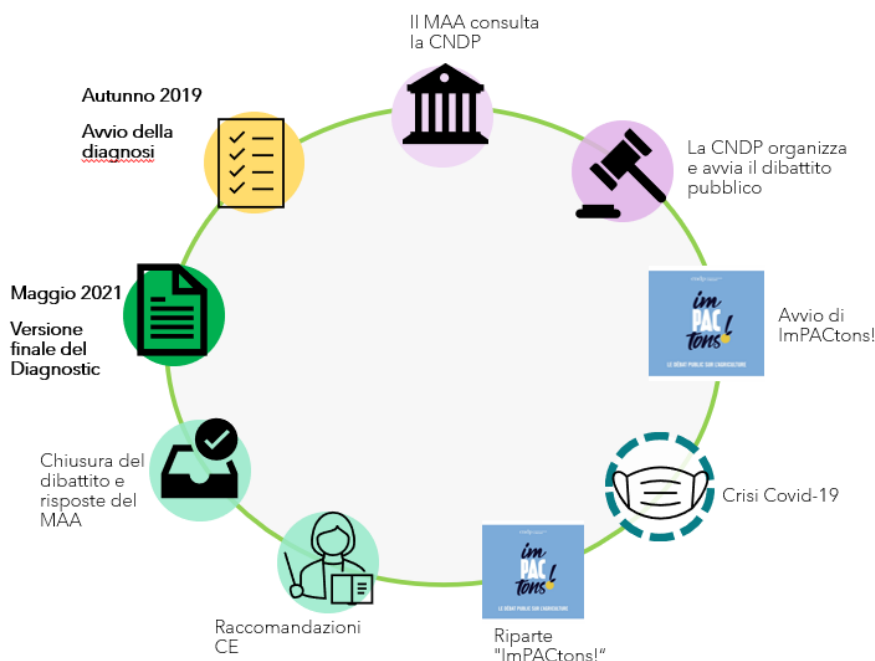 Il MAA consulta
la CNDP
Autunno 2019
Avvio della
diagnosi
La CNDP organizza
e avvia il dibattito
pubblico
im
PAC
tons!
LE DÉBAT PUBLIC SUR L'AGRICULTURE
Avvio di
ImPACtons!
Crisi Covid-19
im
PAC
tons!
LE DÉBAT PUBLIC SUR L'AGRICULTURE
Riparte
"ImPACtons!“
Raccomandazioni
CE
Chiusura del
dibattito e
risposte del
MAA
Maggio 2021
Versione
finale del
Diagnostic